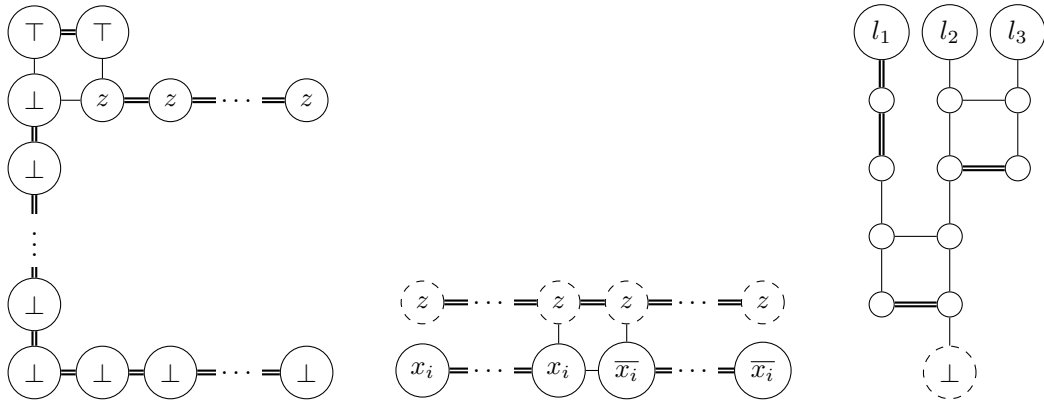 ⊤ ⊤ l₁ l₂ l₃
⊥ z z ··· z
⊥
⋮
⊥ z ··· z z ··· z
⊥ ⊥ ⊥ ··· ⊥ xᵢ ··· xᵢ x̅ᵢ ··· x̅ᵢ ⊥